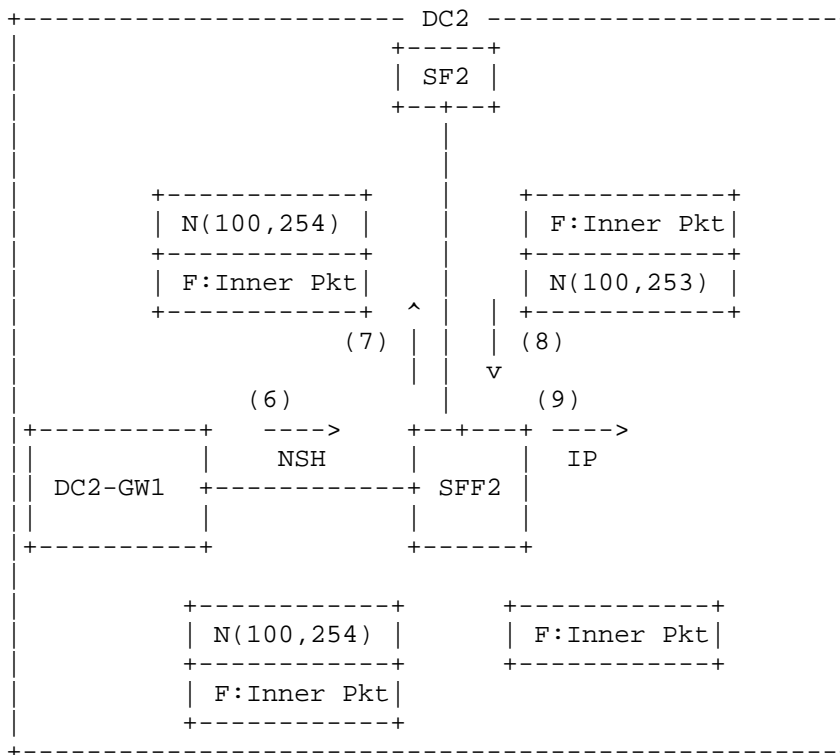 DC2
SF2
N(100,254) F:Inner Pkt
F:Inner Pkt N(100,253)
(7) (8)
(6) (9)
----> ---->
NSH IP
DC2-GW1 SFF2
N(100,254) F:Inner Pkt
F:Inner Pkt